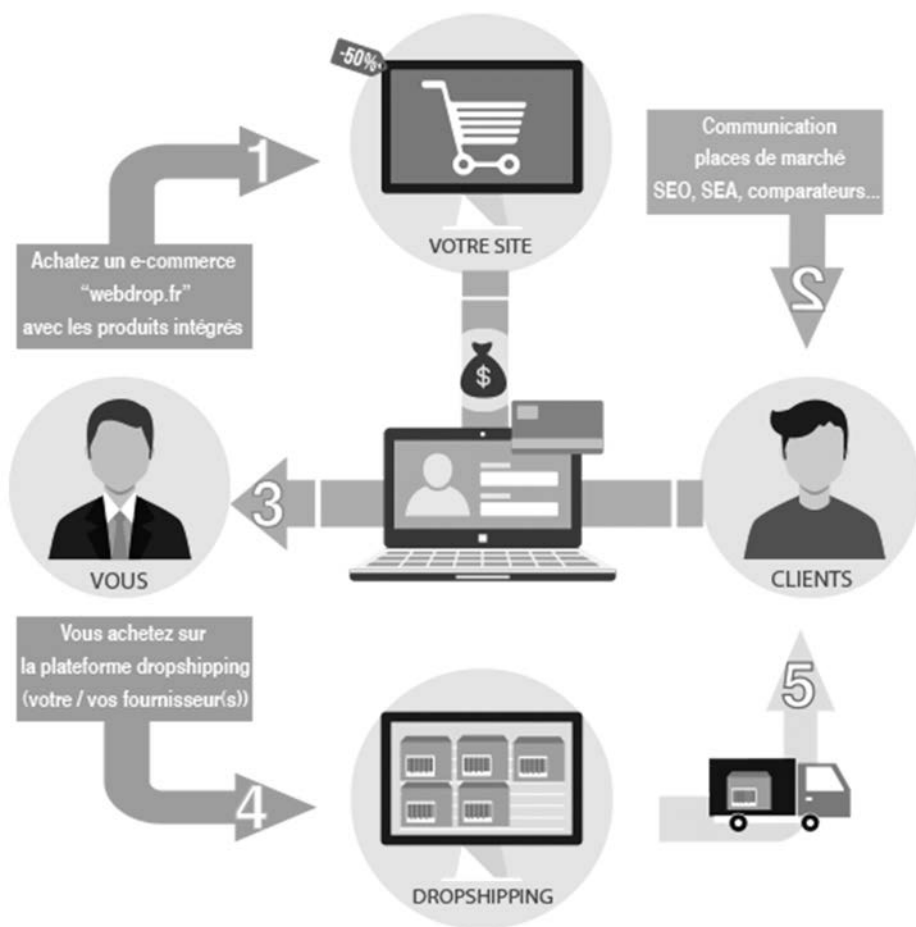 -50%
1
VOTRE SITE
Communication
places de marché
SEO, SEA, comparateurs...
Achatez un e-commerce
“webdrop.fr”
avec les produits intégrés
2
$
3
VOUS
CLIENTS
Vous achetez sur
la plateforme dropshipping
(votre / vos fournisseur(s))
5
4
DROPSHIPPING